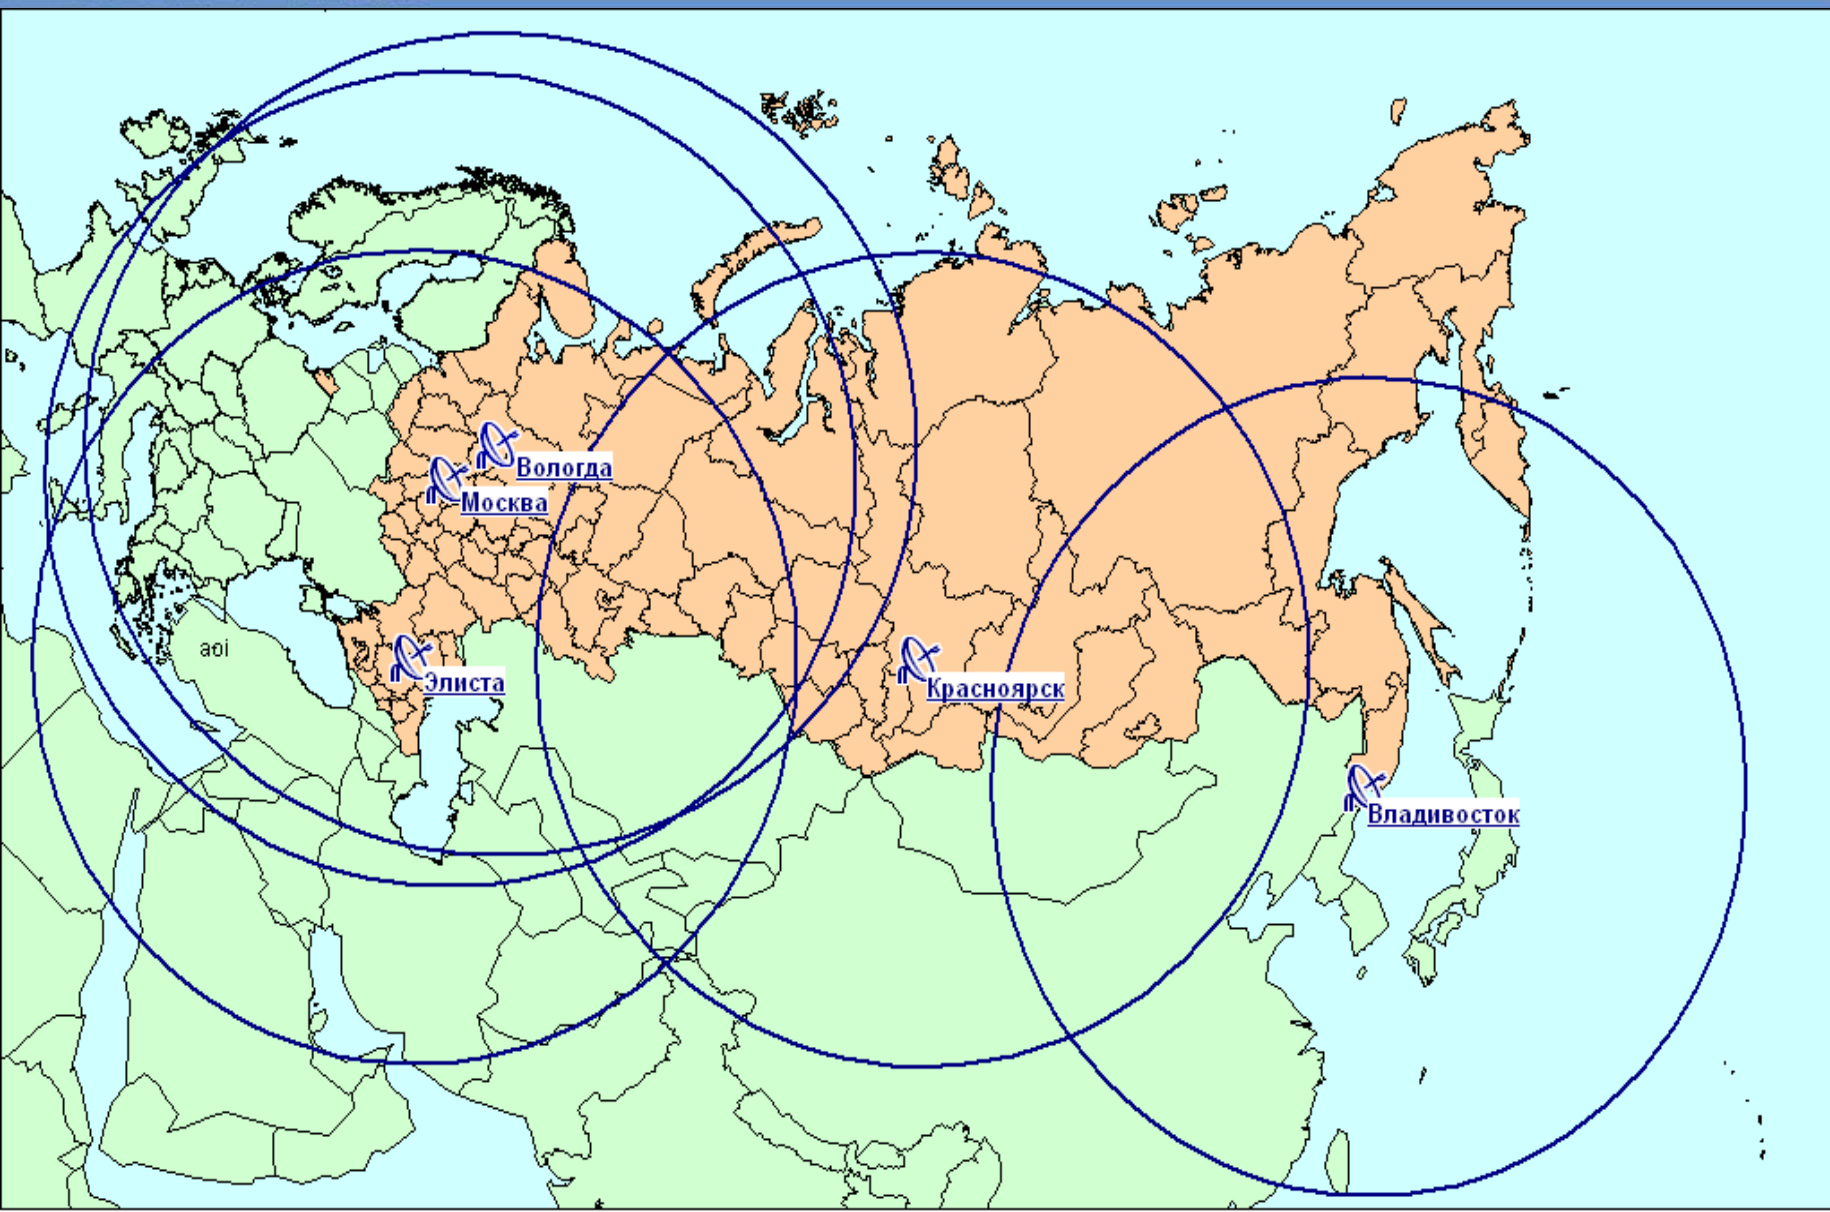 Вологда
Москва
aoi
Элиста
Красноярск
Владивосток